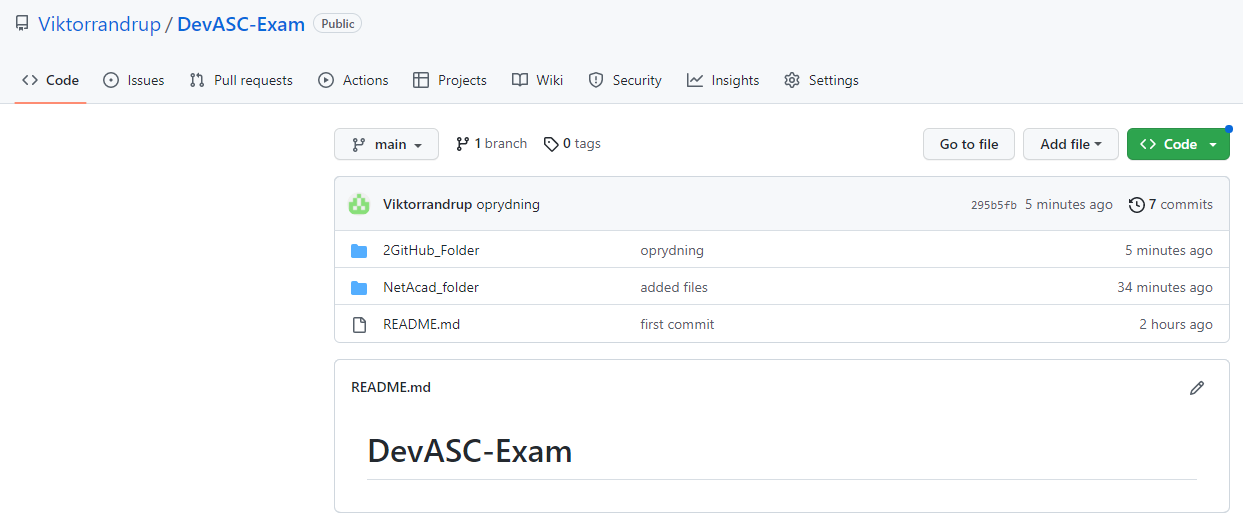 Viktorrandrup / DevASC-Exam Public
Code Issues Pull requests Actions Projects Wiki Security Insights Settings
main 1 branch 0 tags Go to file Add file Code
Viktorrandrup oprydning 295b5fb 5 minutes ago 7 commits
2GitHub_Folder oprydning 5 minutes ago
NetAcad_folder added files 34 minutes ago
README.md first commit 2 hours ago
README.md
DevASC-Exam